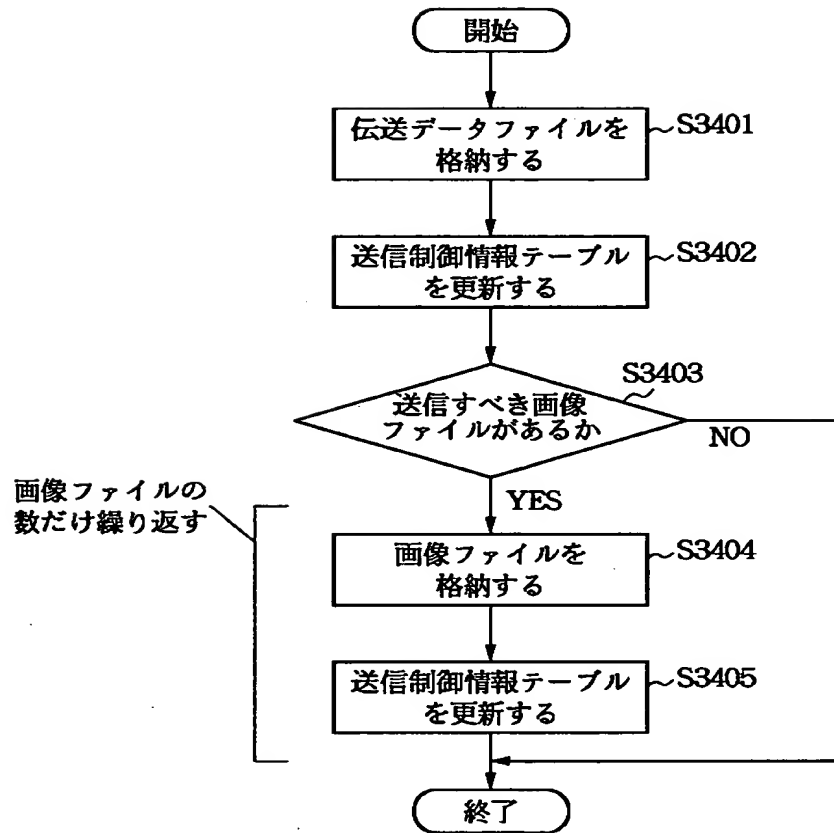 開始
伝送データファイルを
格納する
S3401
送信制御情報テーブル
を更新する
S3402
送信すべき画像
ファイルがあるか
S3403
NO
YES
画像ファイルの
数だけ繰り返す
画像ファイルを
格納する
S3404
送信制御情報テーブル
を更新する
S3405
終了